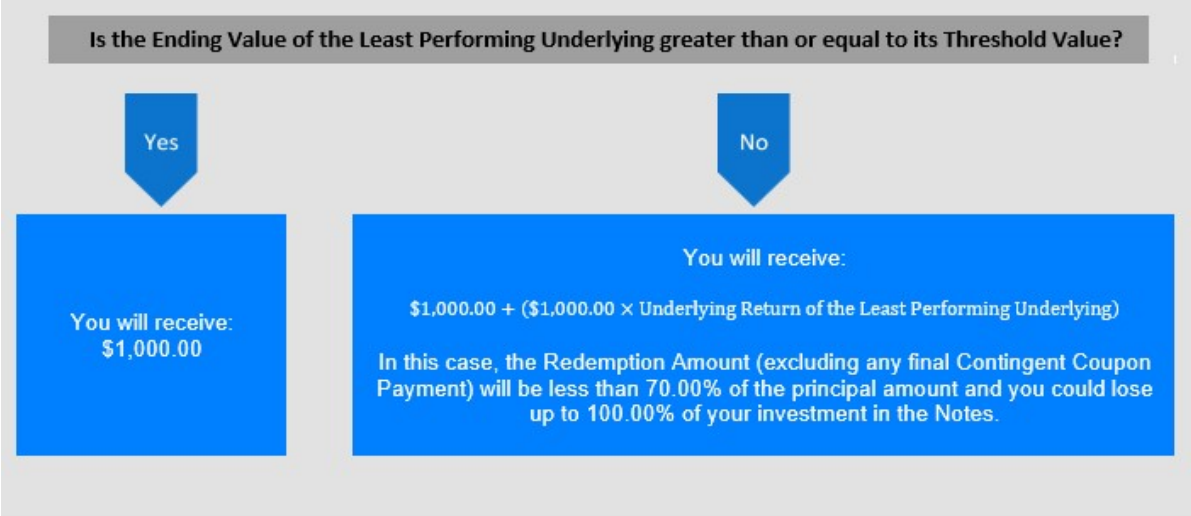 Is the Ending Value of the Least Performing Underlying greater than or equal to its Threshold Value?
Yes
No
You will receive:
$1,000.00
You will receive:
$1,000.00 + ($1,000.00 × Underlying Return of the Least Performing Underlying)
In this case, the Redemption Amount (excluding any final Contingent Coupon
Payment) will be less than 70.00% of the principal amount and you could lose
up to 100.00% of your investment in the Notes.